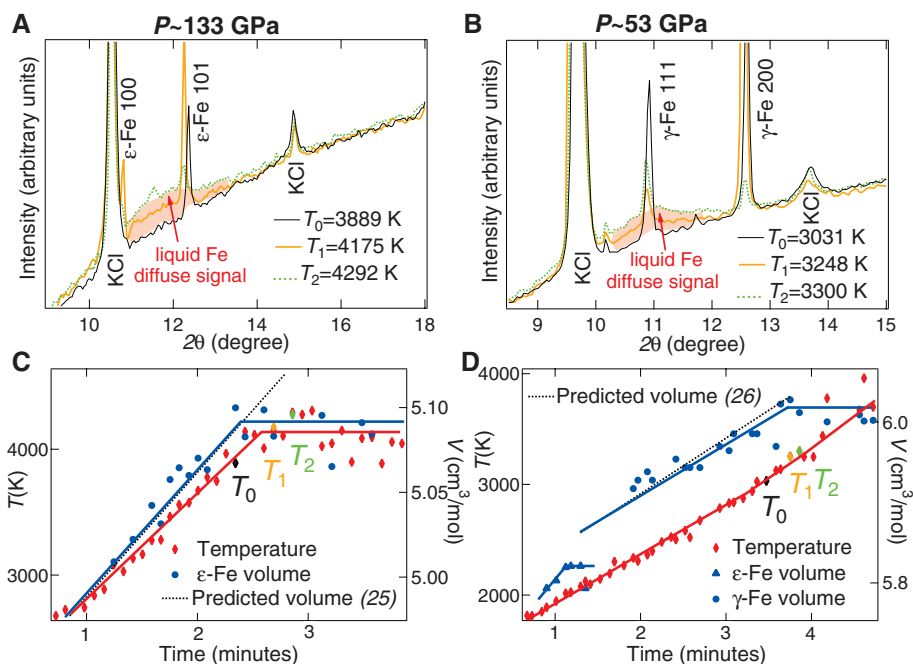 A
P~133 GPa
Intensity (arbitrary units)
ε-Fe 100
ε-Fe 101
KCl
KCl
liquid Fe
diffuse signal
T0=3889 K
T1=4175 K
T2=4292 K
10
12
14
16
18
2θ (degree)
B
P~53 GPa
Intensity (arbitrary units)
γ-Fe 111
γ-Fe 200
KCl
KCl
liquid Fe
diffuse signal
T0=3031 K
T1=3248 K
T2=3300 K
9
10
11
12
13
14
15
2θ (degree)
C
T(K)
4000
3000
5.10
5.05
5.00
V (cm3/mol)
T0
T1
T2
Temperature
ε-Fe volume
Predicted volume (25)
1
2
3
Time (minutes)
D
T(K)
4000
3000
2000
6.0
5.8
V (cm3/mol)
Predicted volume (26)
T0
T1
T2
Temperature
ε-Fe volume
γ-Fe volume
1
2
3
4
Time (minutes)